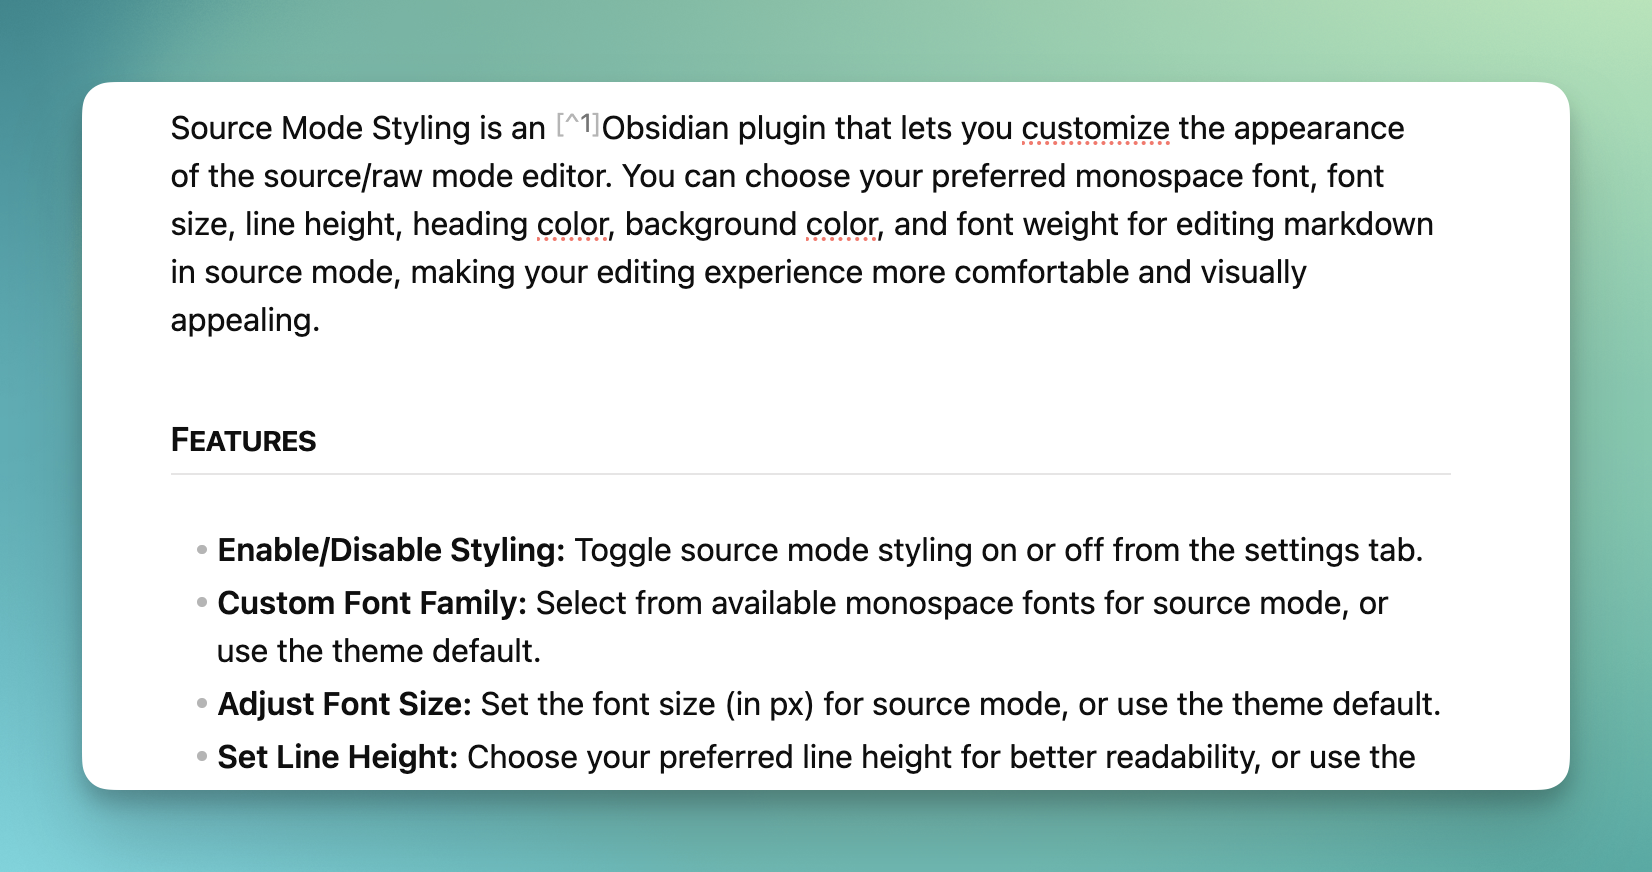 Source Mode Styling is an [^1]Obsidian plugin that lets you customize the appearance
of the source/raw mode editor. You can choose your preferred monospace font, font
size, line height, heading color, background color, and font weight for editing markdown
in source mode, making your editing experience more comfortable and visually
appealing.
FEATURES
Enable/Disable Styling: Toggle source mode styling on or off from the settings tab.
Custom Font Family: Select from available monospace fonts for source mode, or
use the theme default.
Adjust Font Size: Set the font size (in px) for source mode, or use the theme default.
Set Line Height: Choose your preferred line height for better readability, or use the